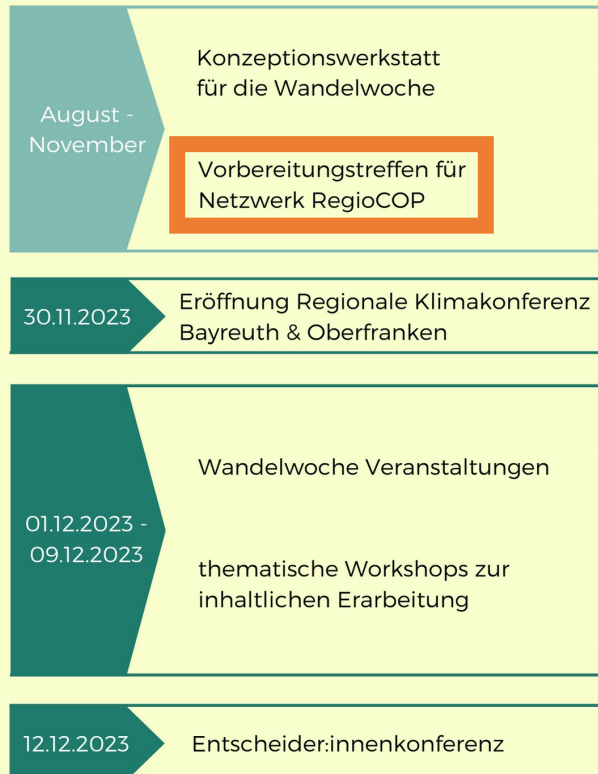 August -
November
Konzeptionswerkstatt
für die Wandelwoche
Vorbereitungstreffen für
Netzwerk RegioCOP
30.11.2023
Eröffnung Regionale Klimakonferenz
Bayreuth & Oberfranken
01.12.2023 -
09.12.2023
Wandelwoche Veranstaltungen
thematische Workshops zur
inhaltlichen Erarbeitung
12.12.2023
Entscheider:innenkonferenz